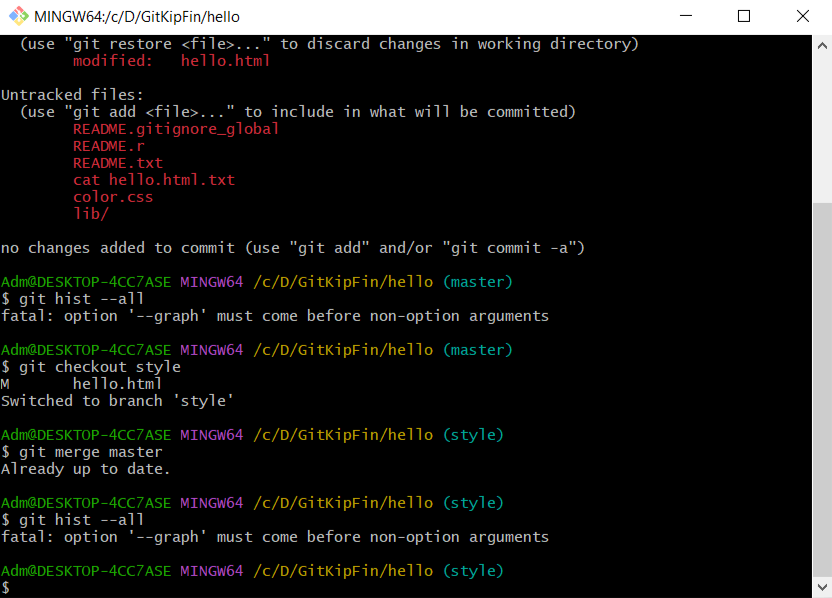 MINGW64:/c/D/GitKipFin/hello
(use "git restore <file>..." to discard changes in working directory)
modified:   hello.html
Untracked files:
(use "git add <file>..." to include in what will be committed)
README.gitignore_global
README.r
README.txt
cat hello.html.txt
color.css
lib/
no changes added to commit (use "git add" and/or "git commit -a")
Adm@DESKTOP-4CC7ASE MINGW64 /c/D/GitKipFin/hello (master)
$ git hist --all
fatal: option '--graph' must come before non-option arguments
Adm@DESKTOP-4CC7ASE MINGW64 /c/D/GitKipFin/hello (master)
$ git checkout style
M       hello.html
Switched to branch 'style'
Adm@DESKTOP-4CC7ASE MINGW64 /c/D/GitKipFin/hello (style)
$ git merge master
Already up to date.
Adm@DESKTOP-4CC7ASE MINGW64 /c/D/GitKipFin/hello (style)
$ git hist --all
fatal: option '--graph' must come before non-option arguments
Adm@DESKTOP-4CC7ASE MINGW64 /c/D/GitKipFin/hello (style)
$